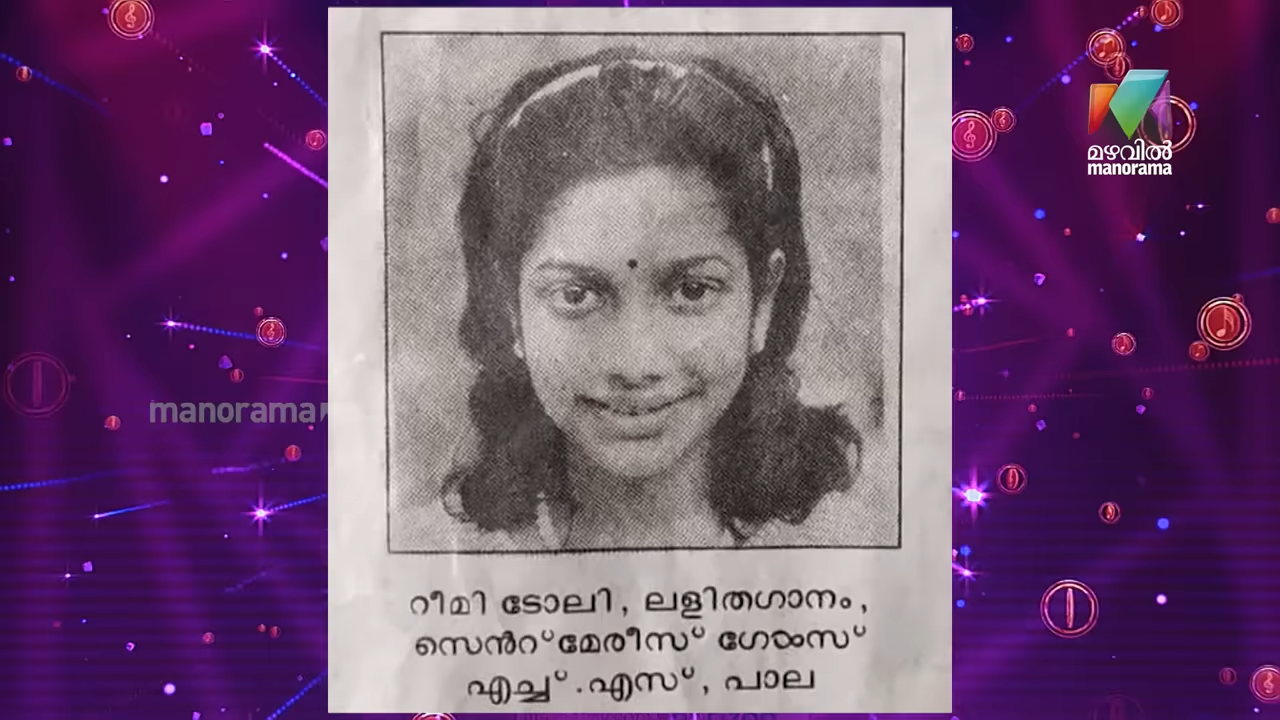 മഴവിൽ
manorama
manorama
റീമി ടോലി, ലളിതഗാനം,
സെൻറ് മേരീസ് ഗേൾസ്
എച്ച്.എസ്, പാല